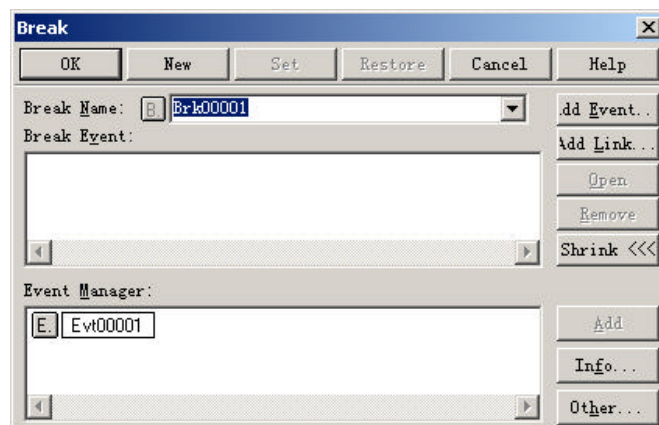 Break
OK New Set Restore Cancel Help
Break Name: B. Brk00001 dd Event..
Break Event: Add Link...
Open
Remove
Shrink <<<
Event Manager:
E. Evt00001 Add
Info...
Other...